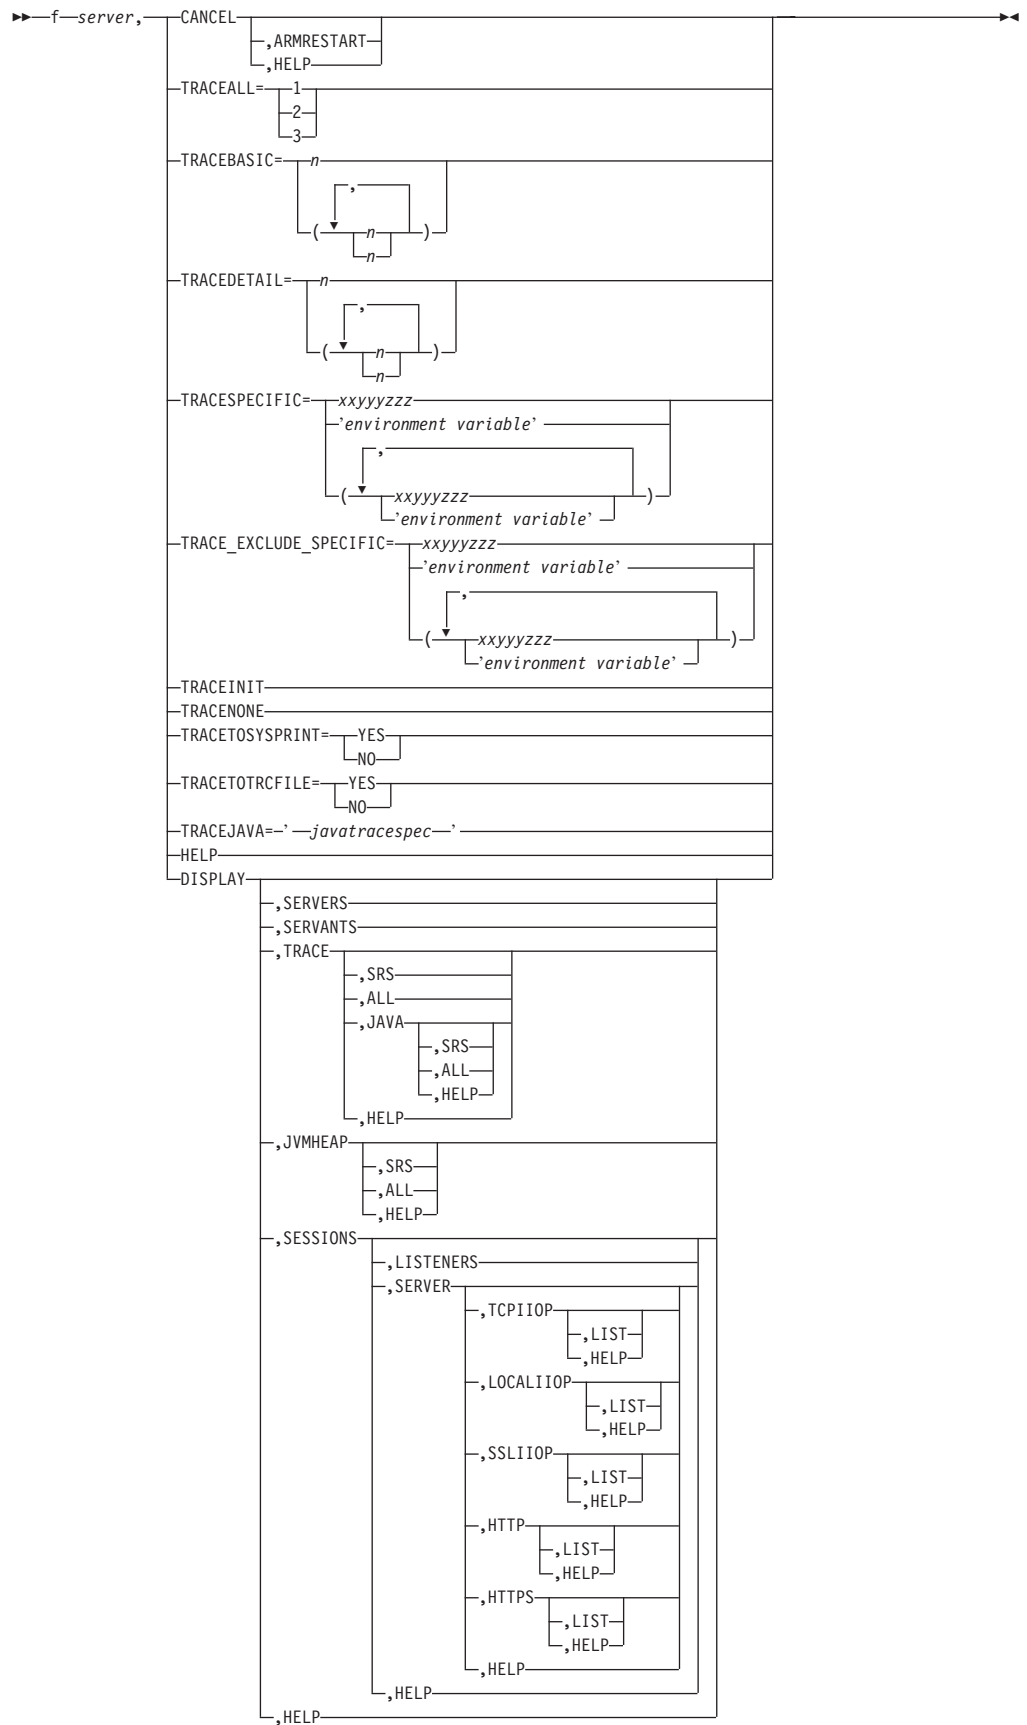 f server, CANCEL
,ARMRESTART
,HELP
TRACEALL= 1
2
3
TRACEBASIC= n
,
( n )
n
TRACEDETAIL= n
,
( n )
n
TRACESPECIFIC= xxyyyzzz
'environment variable'
,
( xxyyyzzz )
'environment variable'
TRACE_EXCLUDE_SPECIFIC= xxyyyzzz
'environment variable'
,
( xxyyyzzz )
'environment variable'
TRACEINIT
TRACENONE
TRACETOSYSPRINT= YES
NO
TRACETOTRCFILE= YES
NO
TRACEJAVA= ' javatracespec '
HELP
DISPLAY
,SERVERS
,SERVANTS
,TRACE
,SRS
,ALL
,JAVA
,SRS
,ALL
,HELP
,HELP
,JVMHEAP
,SRS
,ALL
,HELP
,SESSIONS
,LISTENERS
,SERVER
,TCPIIOP
,LIST
,HELP
,LOCALIIOP
,LIST
,HELP
,SSLIIOP
,LIST
,HELP
,HTTP
,LIST
,HELP
,HTTPS
,LIST
,HELP
,HELP
,HELP
,HELP